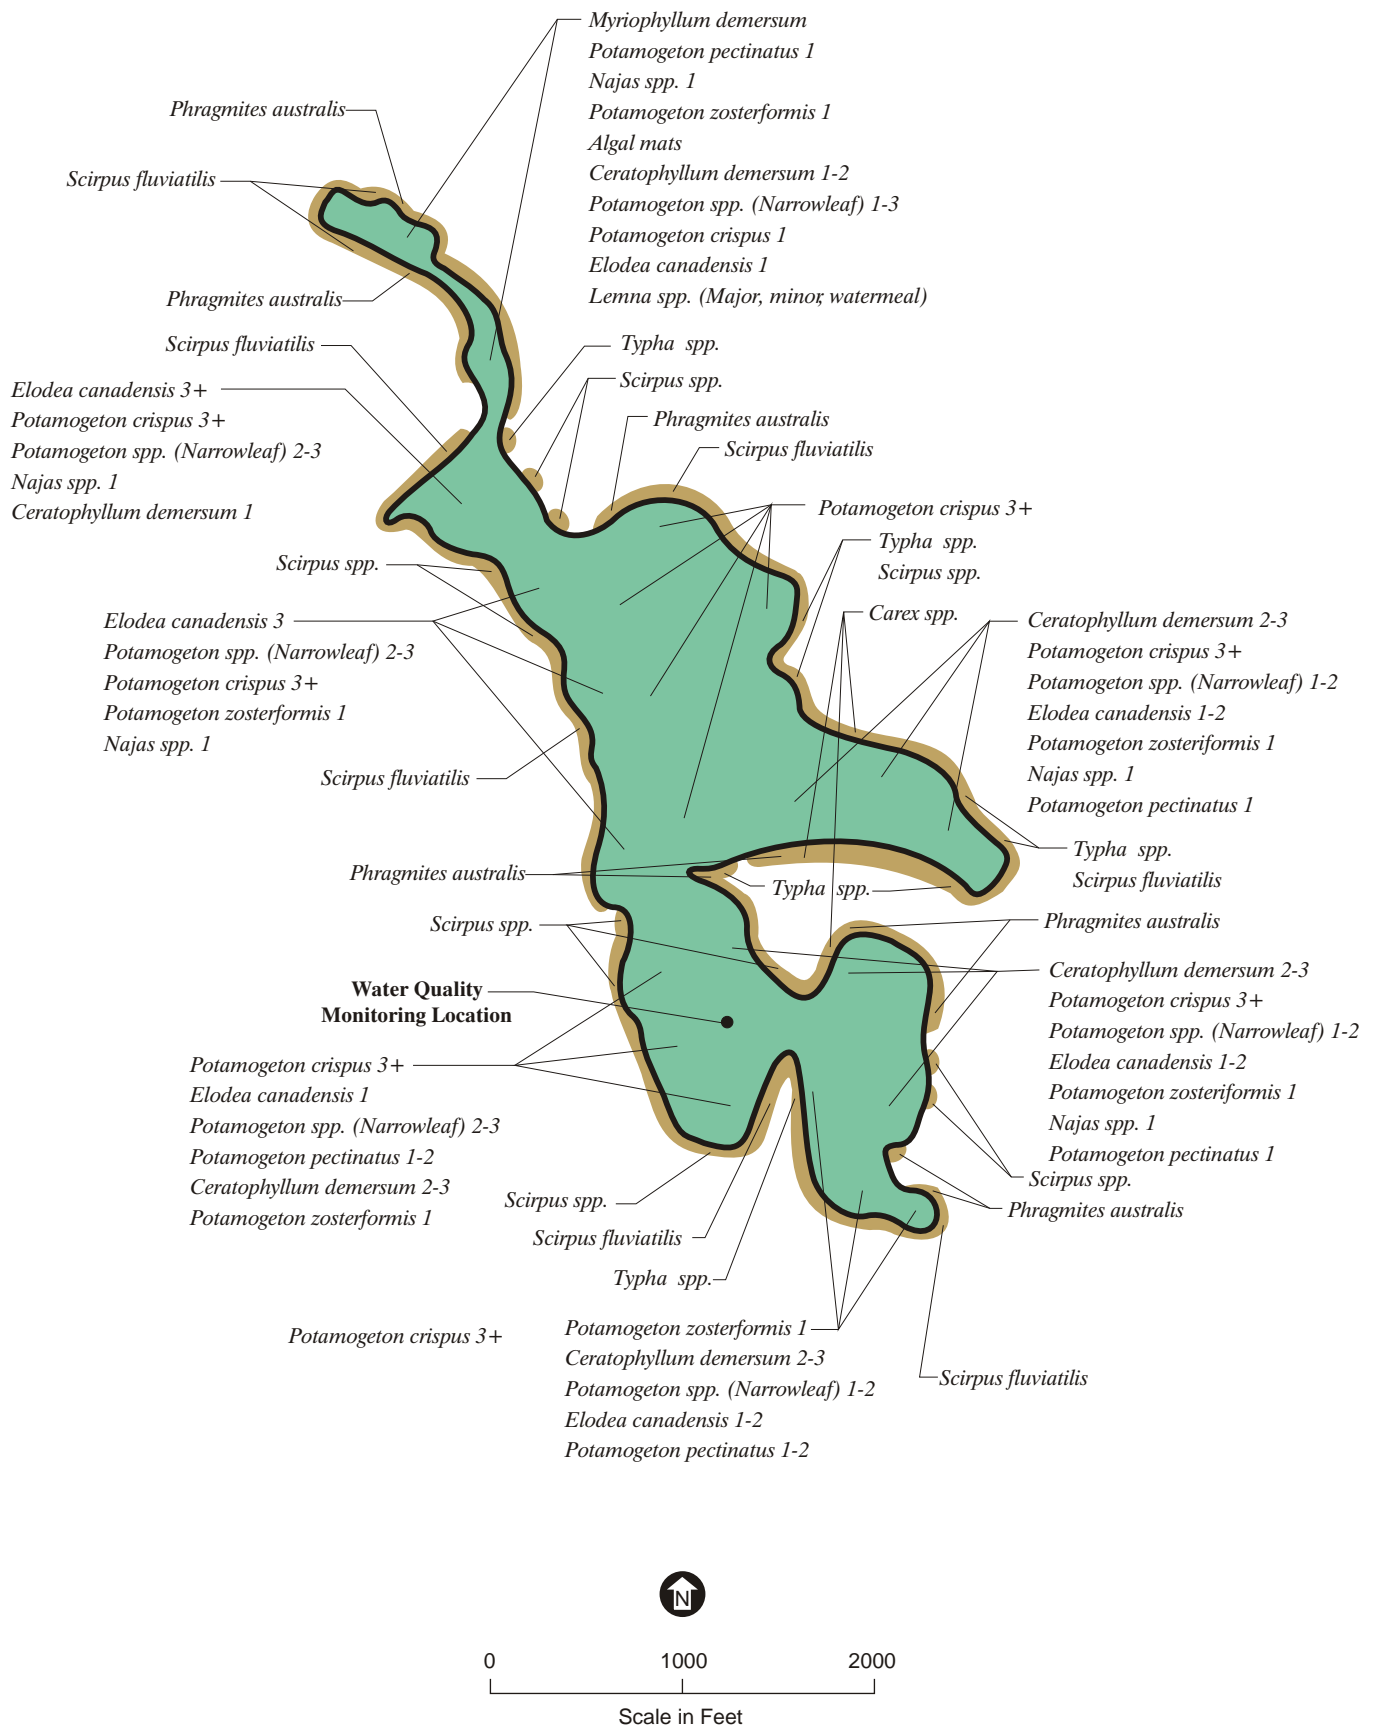 Myriophyllum demersum
Potamogeton pectinatus 1
Najas spp. 1
Potamogeton zosterformis 1
Algal mats
Ceratophyllum demersum 1-2
Potamogeton spp. (Narrowleaf) 1-3
Potamogeton crispus 1
Elodea canadensis 1
Lemna spp. (Major, minor, watermeal)
Phragmites australis
Scirpus fluviatilis
Phragmites australis
Scirpus fluviatilis
Typha spp.
Scirpus spp.
Phragmites australis
Scirpus fluviatilis
Elodea canadensis 3+
Potamogeton crispus 3+
Potamogeton spp. (Narrowleaf) 2-3
Najas spp. 1
Ceratophyllum demersum 1
Potamogeton crispus 3+
Typha spp.
Scirpus spp.
Scirpus spp.
Carex spp.
Elodea canadensis 3
Potamogeton spp. (Narrowleaf) 2-3
Potamogeton crispus 3+
Potamogeton zosterformis 1
Najas spp. 1
Ceratophyllum demersum 2-3
Potamogeton crispus 3+
Potamogeton spp. (Narrowleaf) 1-2
Elodea canadensis 1-2
Potamogeton zosteriformis 1
Najas spp. 1
Potamogeton pectinatus 1
Scirpus fluviatilis
Typha spp.
Scirpus fluviatilis
Phragmites australis
Typha spp.
Scirpus spp.
Phragmites australis
Water Quality
Monitoring Location
Ceratophyllum demersum 2-3
Potamogeton crispus 3+
Potamogeton spp. (Narrowleaf) 1-2
Elodea canadensis 1-2
Potamogeton zosteriformis 1
Najas spp. 1
Potamogeton pectinatus 1
Potamogeton crispus 3+
Elodea canadensis 1
Potamogeton spp. (Narrowleaf) 2-3
Potamogeton pectinatus 1-2
Ceratophyllum demersum 2-3
Potamogeton zosterformis 1
Scirpus spp.
Phragmites australis
Scirpus spp.
Scirpus fluviatilis
Typha spp.
Potamogeton crispus 3+
Potamogeton zosterformis 1
Ceratophyllum demersum 2-3
Potamogeton spp. (Narrowleaf) 1-2
Elodea canadensis 1-2
Potamogeton pectinatus 1-2
Scirpus fluviatilis
N
0 1000 2000
Scale in Feet